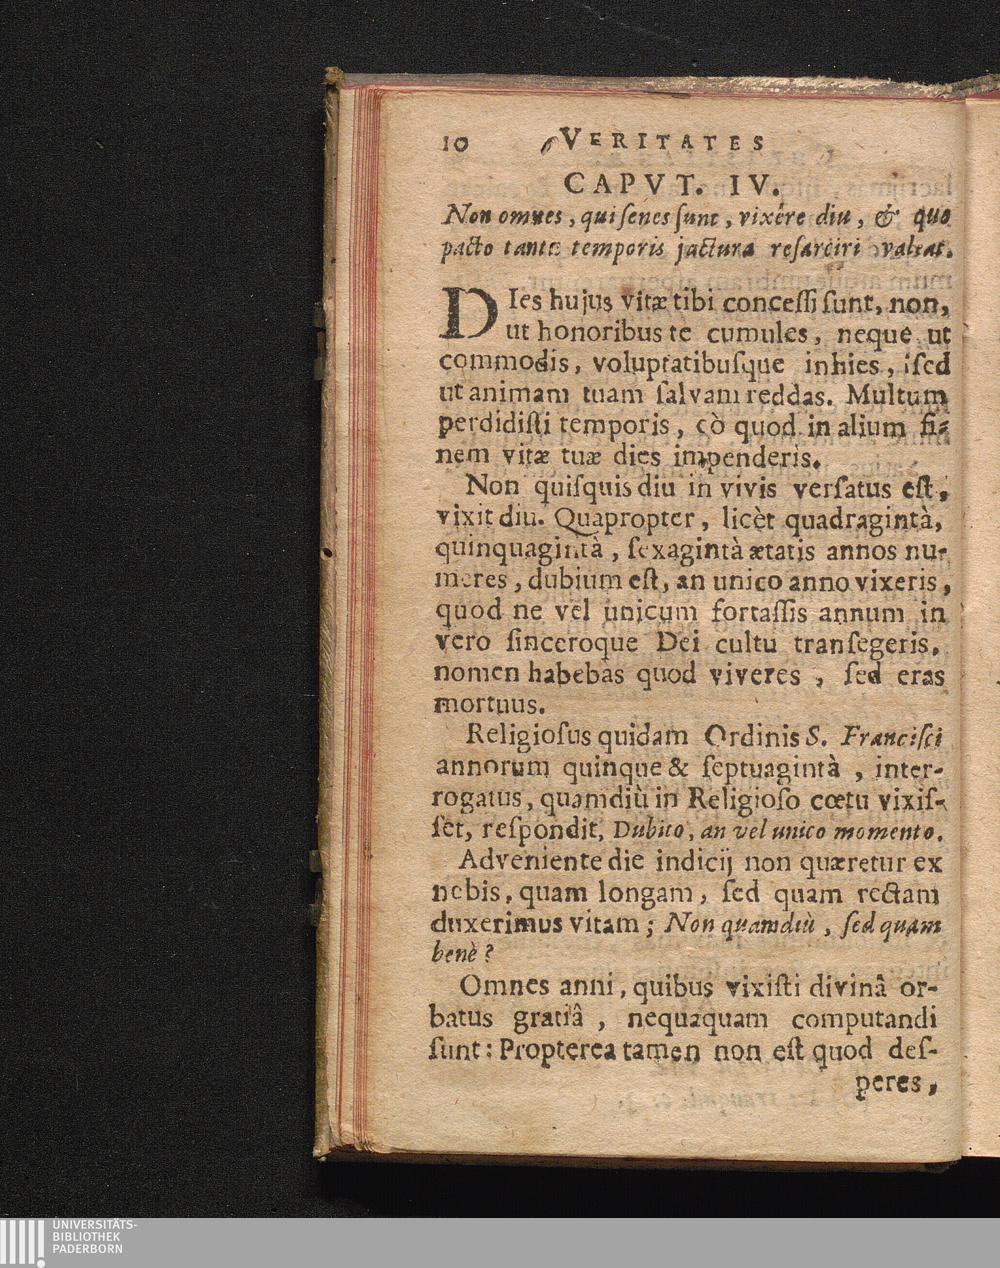 10 VERITATES
CAPVT. IV.
Non omnes, qui senes sunt, vixêre diu, & quo
pacto tanta temporis jactura resarciri valeat.
DIes hujus vitæ tibi concessi sunt, non,
ut honoribus te cumules, neque ut
commodis, voluptatibusque inhies, sed
ut animam tuam salvam reddas. Multum
perdidisti temporis, eò quod in alium fi-
nem vitæ tuæ dies impenderis.
Non quisquis diu in vivis versatus est,
vixit diu. Quapropter, licèt quadragintà,
quinquagintà, sexagintà ætatis annos nu-
meres, dubium est, an unico anno vixeris,
quod ne vel unicum fortassis annum in
vero sinceroque Dei cultu transegeris,
nomen habebas quod viveres, sed eras
mortuus.
Religiosus quidam Ordinis S. Francisci
annorum quinque & septuagintà, inter-
rogatus, quamdiù in Religioso cœtu vixis-
set, respondit, Dubito, an vel unico momento.
Adveniente die indicij non quæretur ex
nobis, quam longam, sed quam rectam
duxerimus vitam; Non quamdiù, sed quam
benè?
Omnes anni, quibus vixisti divinâ or-
batus gratiâ, nequaquam computandi
sunt: Propterea tamen non est quod des-
peres,
UNIVERSITÄTS-
BIBLIOTHEK
PADERBORN